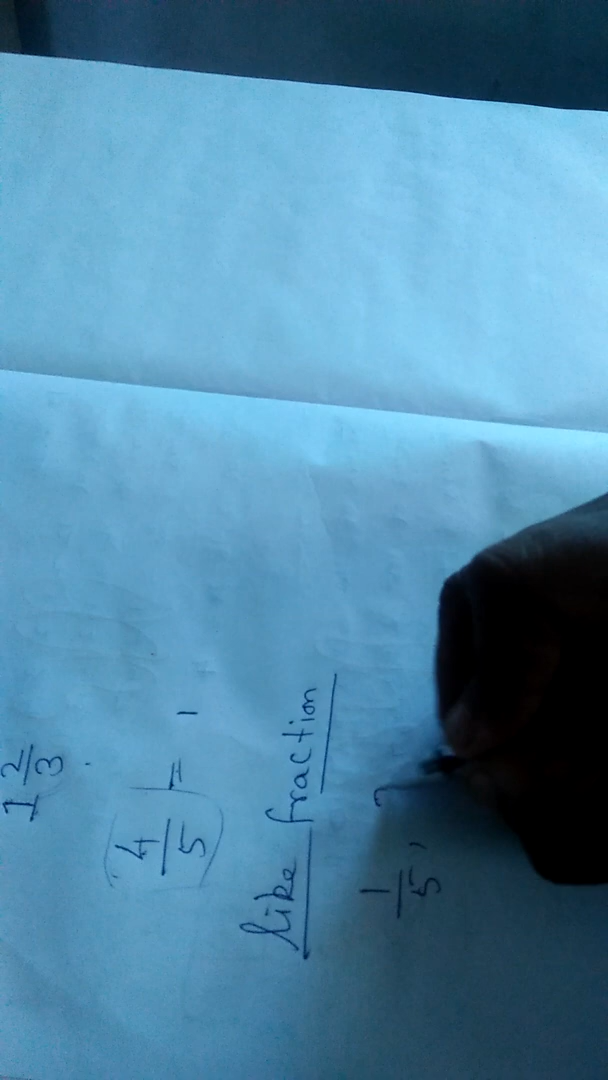 1 2/3
(4/5) = 1
like fraction
1/5,